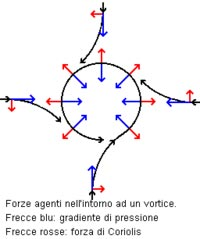 Forze agenti nell'intorno ad un vortice.
Frecce blu: gradiente di pressione
Frecce rosse: forza di Coriolis